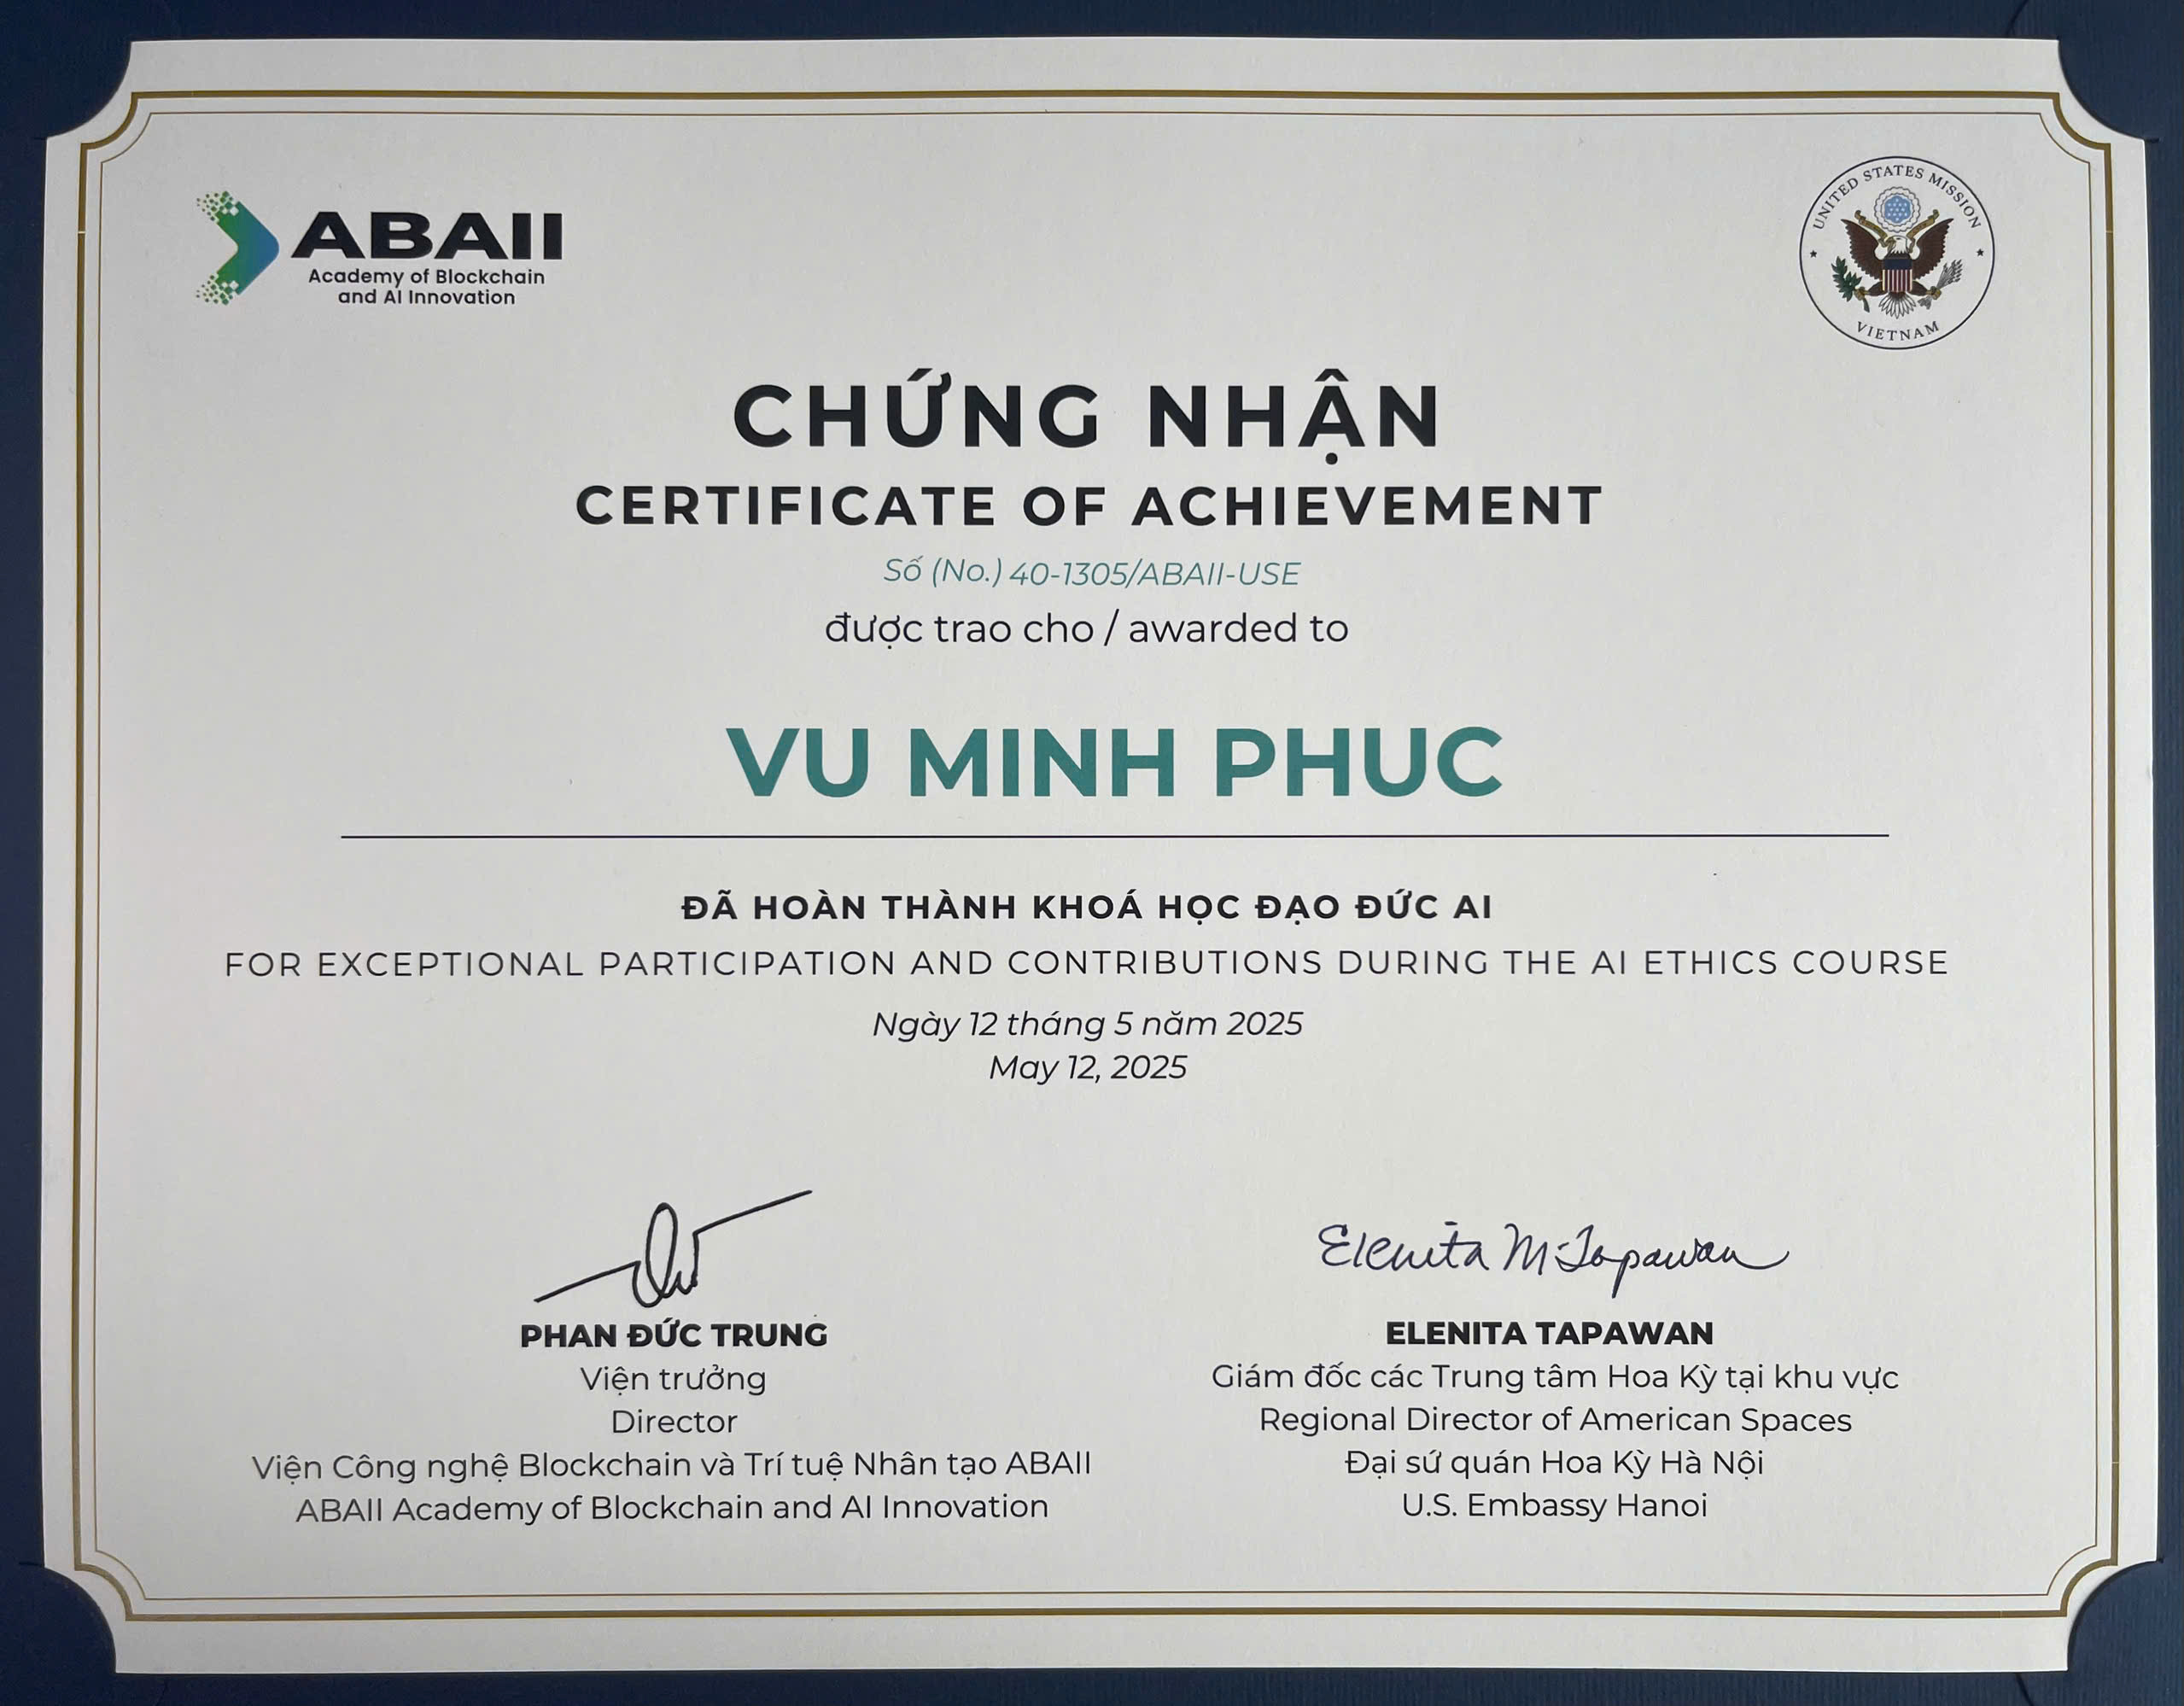 ABAII
Academy of Blockchain
and AI Innovation
UNITED STATES MISSION
VIETNAM
CHỨNG NHẬN
CERTIFICATE OF ACHIEVEMENT
Số (No.) 40-1305/ABAII-USE
được trao cho / awarded to
VU MINH PHUC
ĐÃ HOÀN THÀNH KHOÁ HỌC ĐẠO ĐỨC AI
FOR EXCEPTIONAL PARTICIPATION AND CONTRIBUTIONS DURING THE AI ETHICS COURSE
Ngày 12 tháng 5 năm 2025
May 12, 2025
PHAN ĐỨC TRUNG
Viện trưởng
Director
Viện Công nghệ Blockchain và Trí tuệ Nhân tạo ABAII
ABAII Academy of Blockchain and AI Innovation
Elenita M Tapawan
ELENITA TAPAWAN
Giám đốc các Trung tâm Hoa Kỳ tại khu vực
Regional Director of American Spaces
Đại sứ quán Hoa Kỳ Hà Nội
U.S. Embassy Hanoi